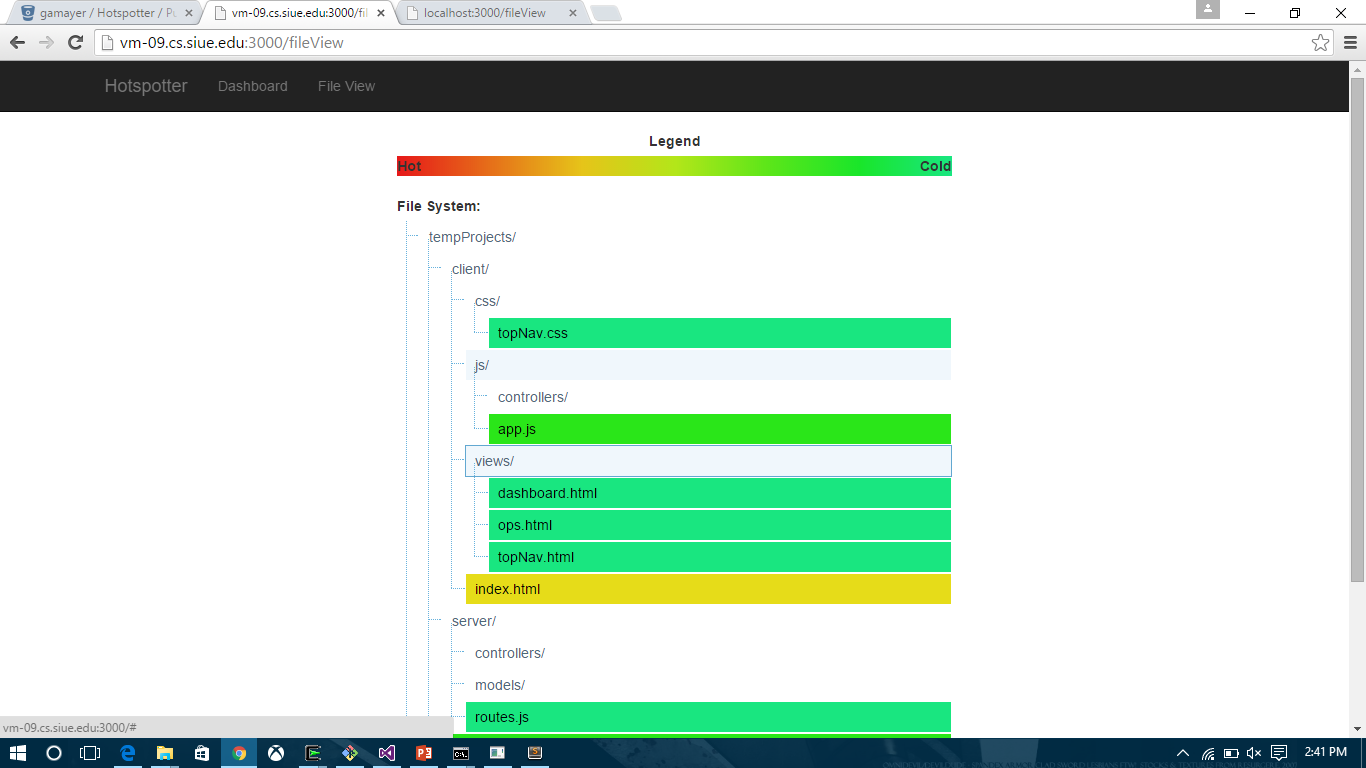 gamayer / Hotspotter / Pu
vm-09.cs.siue.edu:3000/fil
localhost:3000/fileView
vm-09.cs.siue.edu:3000/fileView
Hotspotter Dashboard File View
Legend
Hot Cold
File System:
tempProjects/
client/
css/
topNav.css
js/
controllers/
app.js
views/
dashboard.html
ops.html
topNav.html
index.html
server/
controllers/
models/
routes.js
vm-09.cs.siue.edu:3000/#
2:41 PM